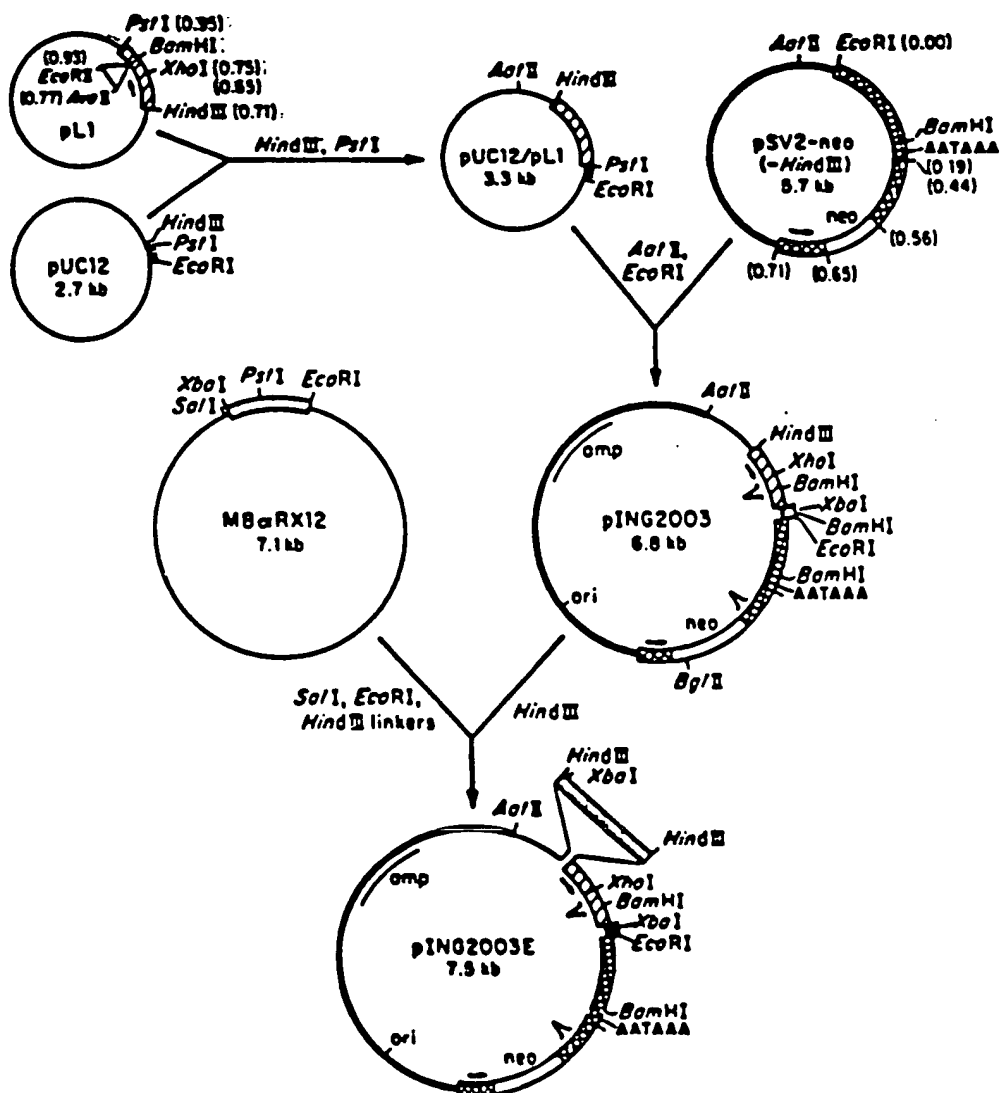 PstI (0.95)
BamHI
XhoI (0.75)
(0.65)
HindIII (0.71)
(0.93)
EcoRII
(0.77) AvaII
pL1
HindIII, PstI
HindIII
PstI
EcoRI
pUC12
2.7 kb
AatII
HindIII
pUC12/pL1
3.3 kb
PstI
EcoRI
AatII
EcoRI (0.00)
pSV2-neo
(-HindIII)
5.7 kb
BamHI
AATAAA
(0.19)
(0.44)
neo
(0.56)
(0.65)
(0.71)
AatII,
EcoRI
XbaI
SalI
PstI
EcoRI
7.1 kb
AatII
amp
HindIII
XhoI
BamHI
XbaI
BamHI
EcoRI
pING2003
6.8 kb
BamHI
AATAAA
ori
neo
BglII
SalI, EcoRI,
HindIII linkers
HindIII
HindIII
XbaI
AatII
HindIII
amp
XhoI
BamHI
XbaI
EcoRI
pING2003E
7.5 kb
BamHI
AATAAA
ori
neo